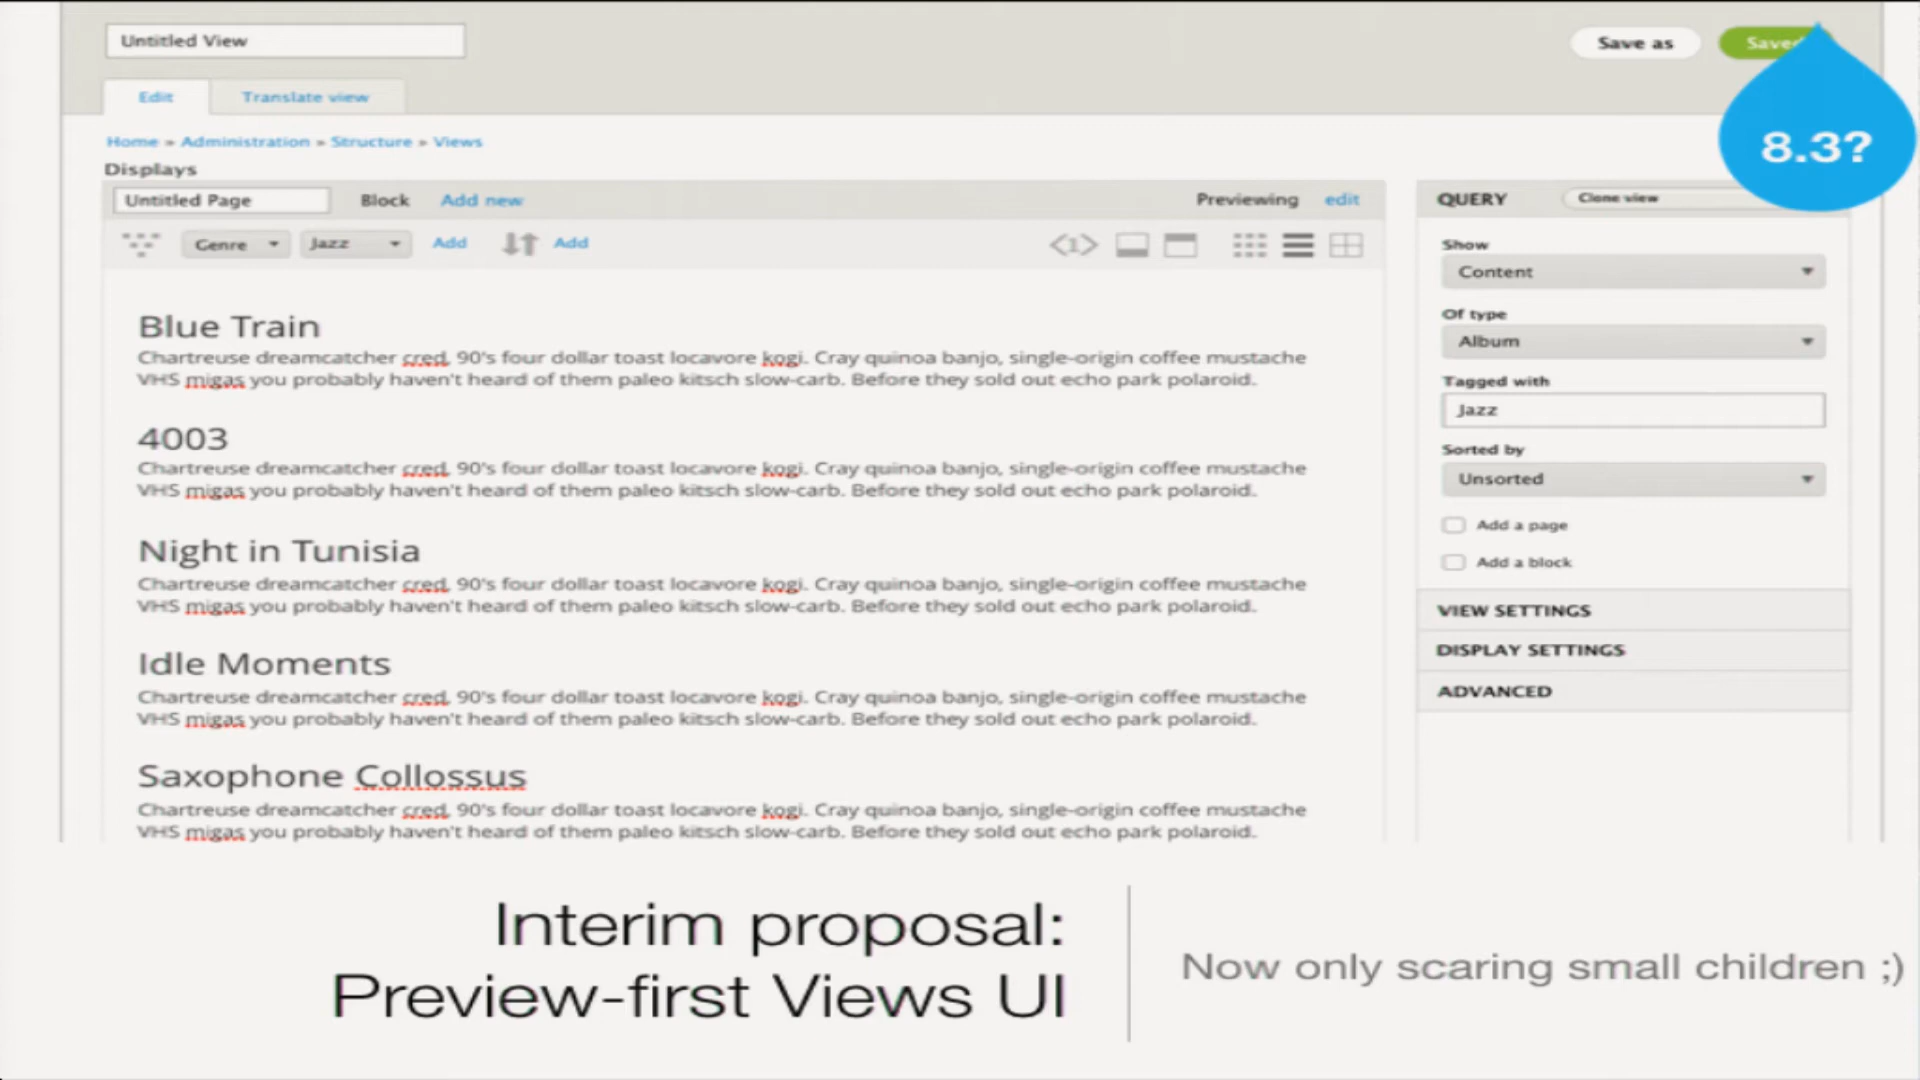 Untitled View
Save as
Saved
8.3?
Edit
Translate view
Home » Administration » Structure » Views
Displays
Untitled Page
Block
Add new
Previewing
edit
QUERY
Clone view
Genre
Jazz
Add
Add
<1>
Show
Content
Of type
Album
Tagged with
Jazz
Sorted by
Unsorted
Add a page
Add a block
VIEW SETTINGS
DISPLAY SETTINGS
ADVANCED
Blue Train
Chartreuse dreamcatcher cred, 90's four dollar toast locavore kogi. Cray quinoa banjo, single-origin coffee mustache
VHS migas you probably haven't heard of them paleo kitsch slow-carb. Before they sold out echo park polaroid.
4003
Chartreuse dreamcatcher cred, 90's four dollar toast locavore kogi. Cray quinoa banjo, single-origin coffee mustache
VHS migas you probably haven't heard of them paleo kitsch slow-carb. Before they sold out echo park polaroid.
Night in Tunisia
Chartreuse dreamcatcher cred, 90's four dollar toast locavore kogi. Cray quinoa banjo, single-origin coffee mustache
VHS migas you probably haven't heard of them paleo kitsch slow-carb. Before they sold out echo park polaroid.
Idle Moments
Chartreuse dreamcatcher cred, 90's four dollar toast locavore kogi. Cray quinoa banjo, single-origin coffee mustache
VHS migas you probably haven't heard of them paleo kitsch slow-carb. Before they sold out echo park polaroid.
Saxophone Collossus
Chartreuse dreamcatcher cred, 90's four dollar toast locavore kogi. Cray quinoa banjo, single-origin coffee mustache
VHS migas you probably haven't heard of them paleo kitsch slow-carb. Before they sold out echo park polaroid.
Interim proposal:
Preview-first Views UI
Now only scaring small children ;)